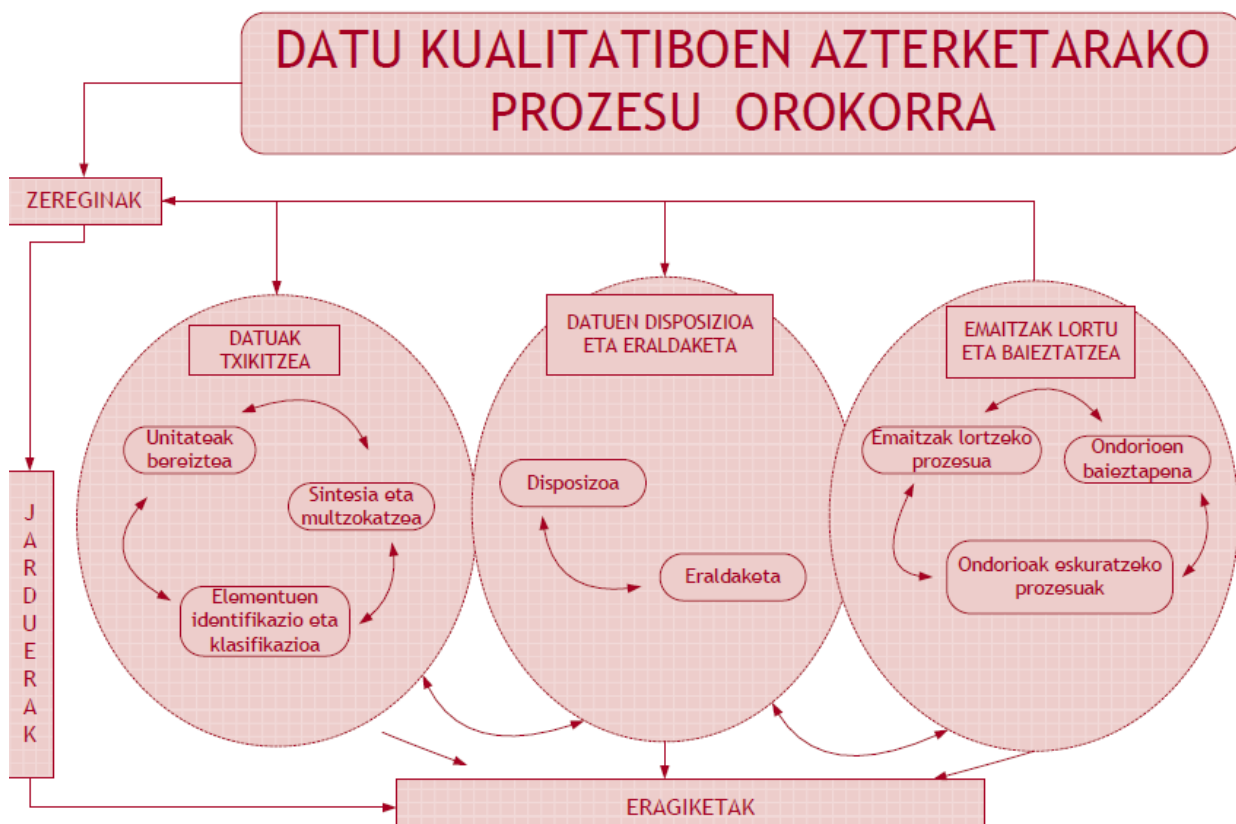 DATU KUALITATIBOEN AZTERKETARAKO
PROZESU OROKORRA
ZEREGINAK
DATUAK
TXIKITZEA
Unitateak
bereiztea
Sintesia eta
multzokatzea
Elementuen
identifikazio eta
klasifikazioa
DATUEN DISPOSIZIOA
ETA ERALDAKETA
Disposizoa
Eraldaketa
EMAITZAK LORTU
ETA BAIEZTATZEA
Emaitzak lortzeko
prozesua
Ondorioen
baieztapena
Ondorioak eskuratzeko
prozesuak
JARDUERAK
ERAGIKETAK